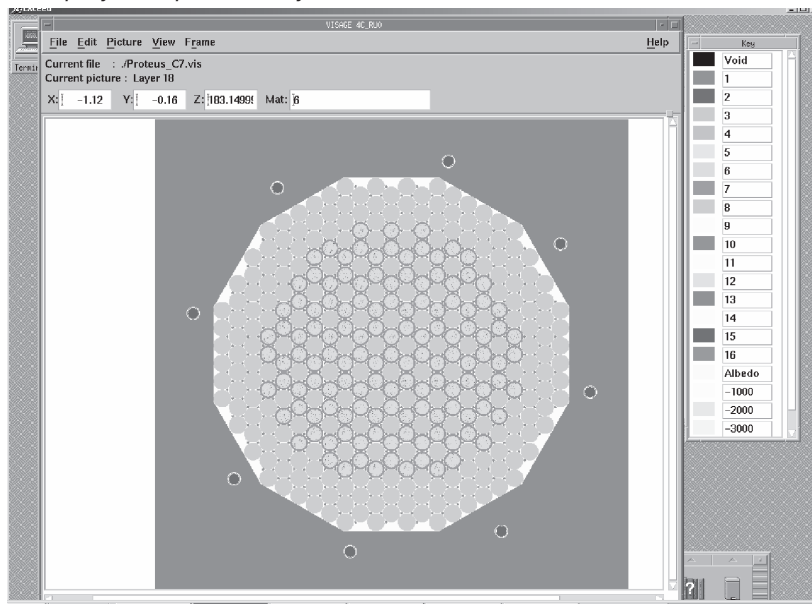 VISAGE 4C_RU0
File Edit Picture View Frame Help
Current file : ./Proteus_C7.vis
Current picture : Layer 18
X: -1.12 Y: -0.16 Z: 183.1499 Mat: 6
Key
Void
1
2
3
4
5
6
7
8
9
10
11
12
13
14
15
16
Albedo
-1000
-2000
-3000
Termin
?